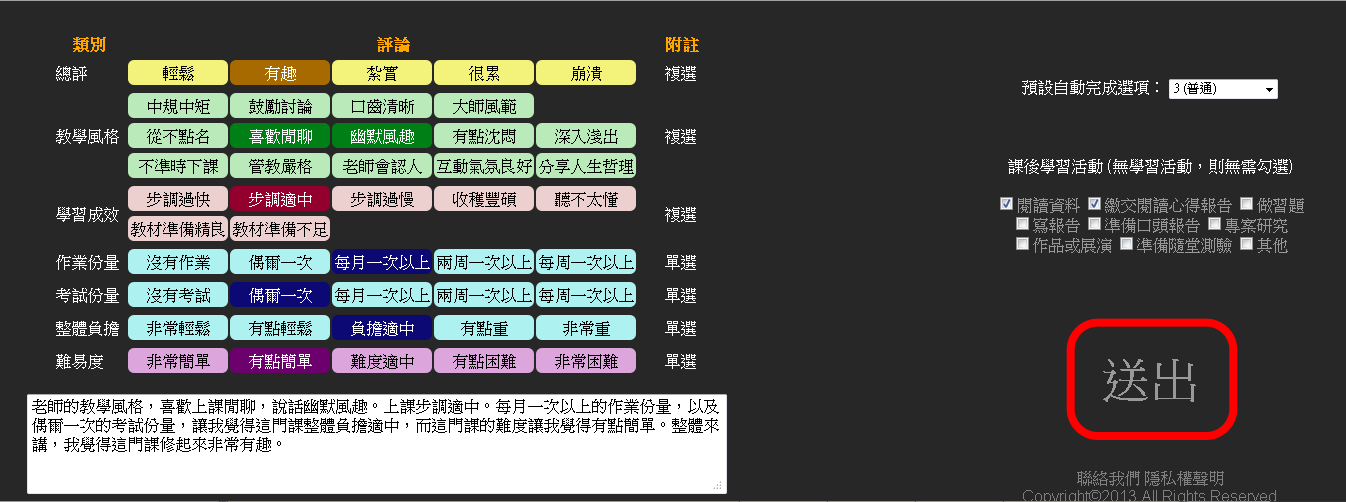 類別 評論 附註
總評 輕鬆 有趣 紮實 很累 崩潰 複選
中規中矩 鼓勵討論 口齒清晰 大師風範
教學風格 從不點名 喜歡閒聊 幽默風趣 有點沈悶 深入淺出 複選
不準時下課 管教嚴格 老師會認人 互動氣氛良好 分享人生哲理
步調過快 步調適中 步調過慢 收穫豐碩 聽不太懂
學習成效 複選
教材準備精良 教材準備不足
作業份量 沒有作業 偶爾一次 每月一次以上 兩周一次以上 每周一次以上 單選
考試份量 沒有考試 偶爾一次 每月一次以上 兩周一次以上 每周一次以上 單選
整體負擔 非常輕鬆 有點輕鬆 負擔適中 有點重 非常重 單選
難易度 非常簡單 有點簡單 難度適中 有點困難 非常困難 單選
老師的教學風格，喜歡上課閒聊，說話幽默風趣。上課步調適中。每月一次以上的作業份量，以及
偶爾一次的考試份量，讓我覺得這門課整體負擔適中，而這門課的難度讓我覺得有點簡單。整體來
講，我覺得這門課修起來非常有趣。
預設自動完成選項： 3 (普通)
課後學習活動 (無學習活動，則無需勾選)
閱讀資料 繳交閱讀心得報告 做習題
寫報告 準備口頭報告 專案研究
作品或展演 準備隨堂測驗 其他
送出
聯絡我們 隱私權聲明
Copyright©2013 All Rights Reserved